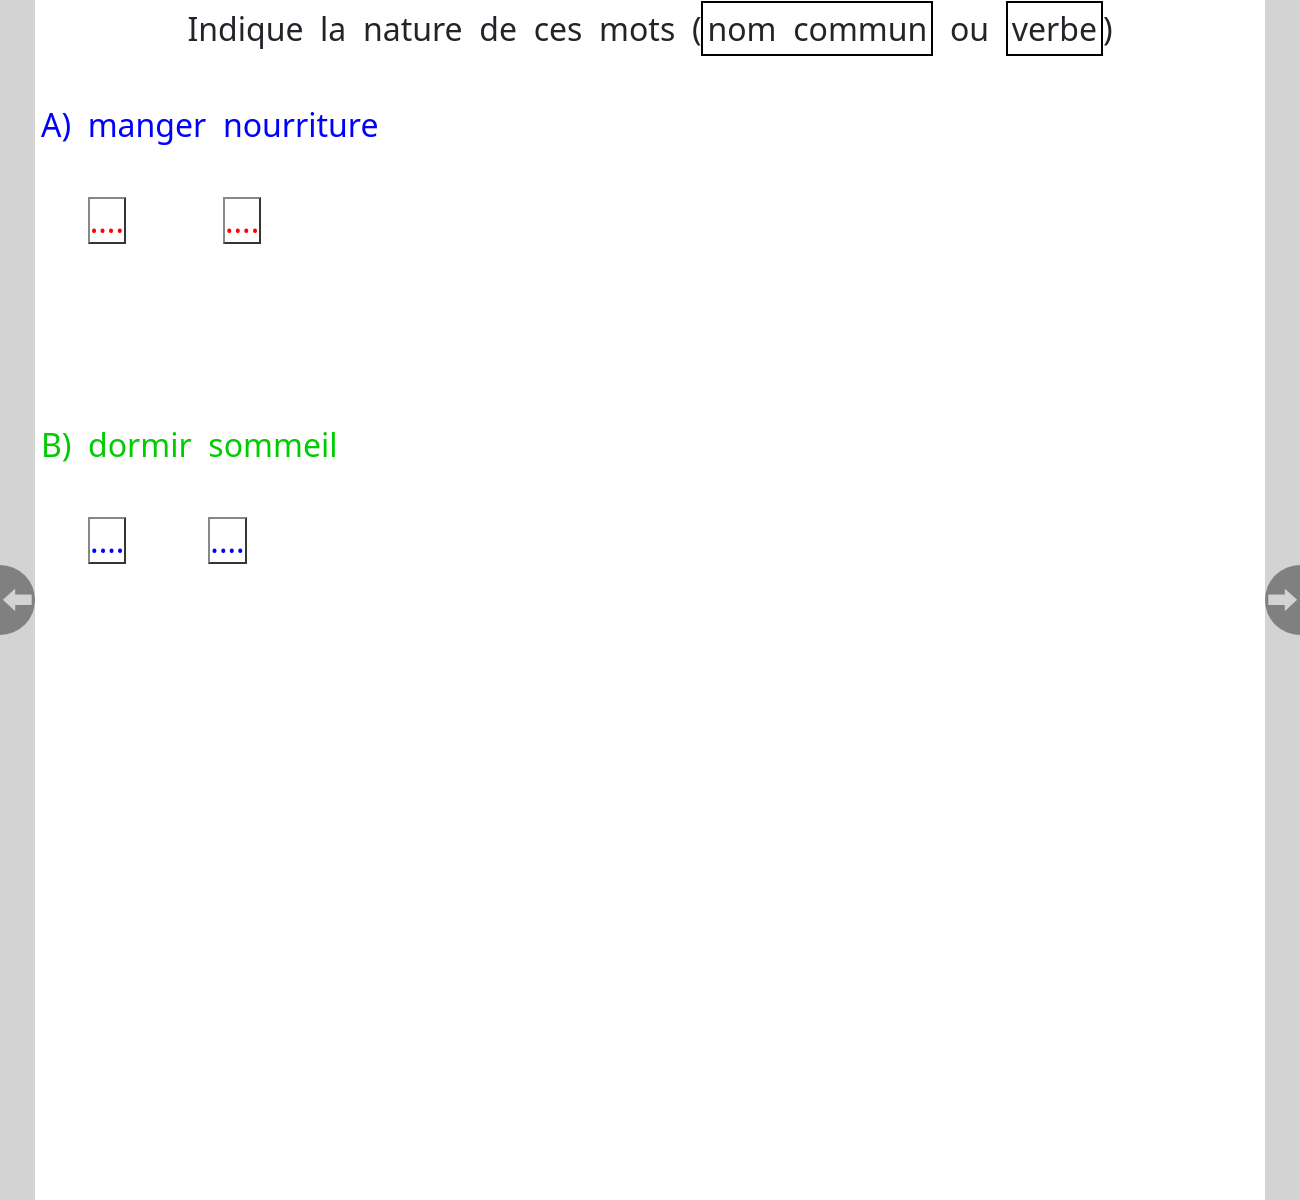 Indique la nature de ces mots (nom commun ou verbe)
A) manger nourriture
.... ....
B) dormir sommeil
.... ....